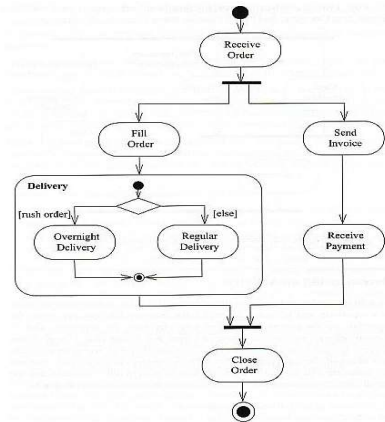 Receive
Order
Fill
Order
Send
Invoice
Delivery
[rush order]
[else]
Overnight
Delivery
Regular
Delivery
Receive
Payment
Close
Order